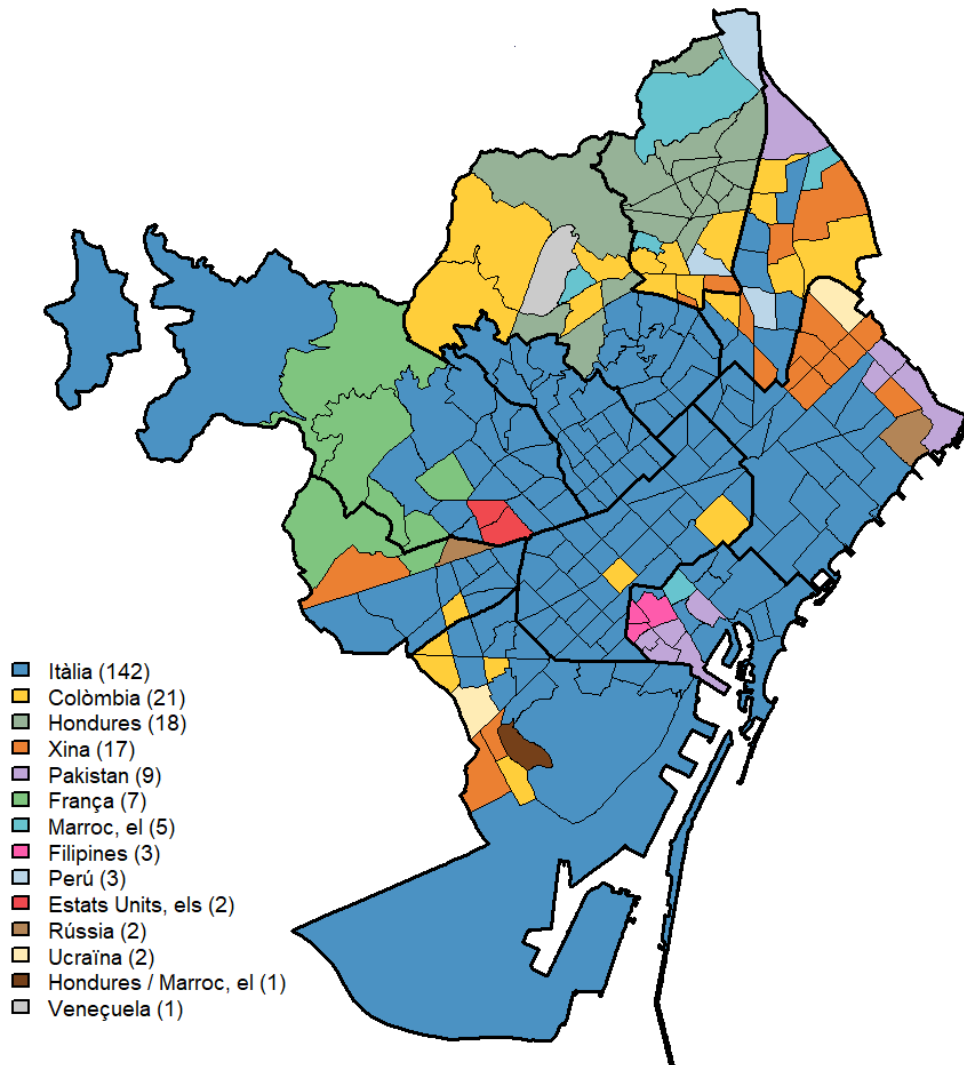 Itàlia (142)
Colòmbia (21)
Hondures (18)
Xina (17)
Pakistan (9)
França (7)
Marroc, el (5)
Filipines (3)
Perú (3)
Estats Units, els (2)
Rússia (2)
Ucraïna (2)
Hondures / Marroc, el (1)
Veneçuela (1)